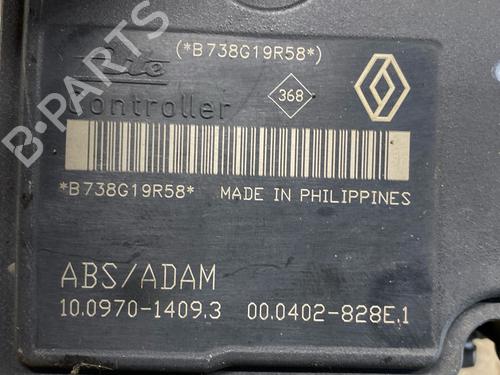 (*B738G19R58*)
Controller
368
*B738G19R58* MADE IN PHILIPPINES
ABS/ADAM
10.0970-1409.3 00.0402-828E.1
B-PARTS